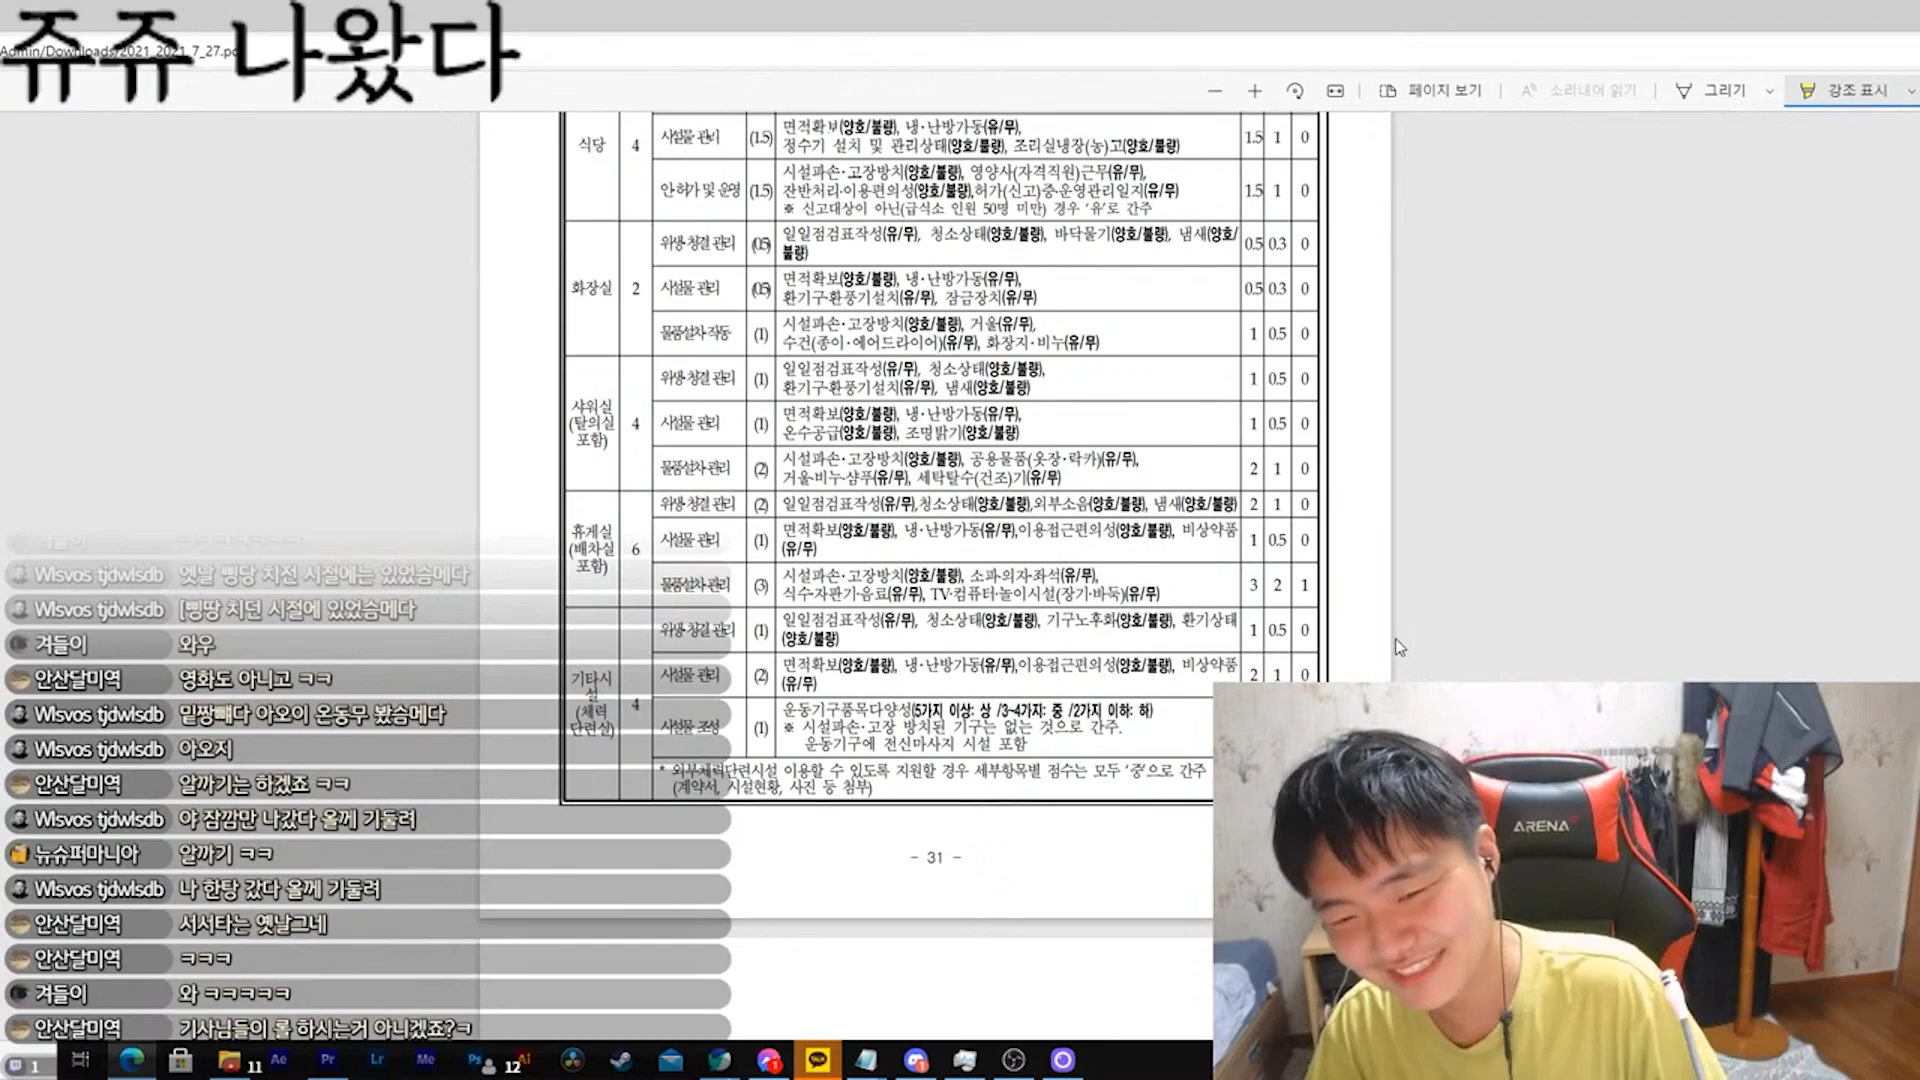 쥬쥬 나왔다
Admin/Downloads/2021_2021_7_27.pd
페이지 보기
소리내어 읽기
그리기
강조 표시
식당 4 시설물 관리 (1.5) 면적확보(양호/불량), 냉·난방가동(유/무), 1.5 1 0
정수기 설치 및 관리상태(양호/불량), 조리실냉장(농)고(양호/불량)
인·허가 및 운영 (1.5) 시설파손·고장방치(양호/불량), 영양사(자격직원)근무(유/무), 1.5 1 0
잔반처리·이용편의성(양호/불량),허가(신고)증·운영관리일지(유/무)
※ 신고대상이 아닌(급식소 인원 50명 미만) 경우 ‘유’로 간주
화장실 2 위생·청결 관리 (0.5) 일일점검표작성(유/무), 청소상태(양호/불량), 바닥물기(양호/불량), 냄새(양호/ 0.5 0.3 0
불량)
시설물 관리 (0.5) 면적확보(양호/불량), 냉·난방가동(유/무), 0.5 0.3 0
환기구·환풍기설치(유/무), 잠금장치(유/무)
물품설치·작동 (1) 시설파손·고장방치(양호/불량), 거울(유/무), 1 0.5 0
수건(종이·에어드라이어)(유/무), 화장지·비누(유/무)
샤워실
(탈의실
포함) 4 위생·청결 관리 (1) 일일점검표작성(유/무), 청소상태(양호/불량), 1 0.5 0
환기구·환풍기설치(유/무), 냄새(양호/불량)
시설물 관리 (1) 면적확보(양호/불량), 냉·난방가동(유/무), 1 0.5 0
온수공급(양호/불량), 조명밝기(양호/불량)
물품설치·관리 (2) 시설파손·고장방치(양호/불량), 공용물품(옷장·락카)(유/무), 2 1 0
거울·비누·샴푸(유/무), 세탁탈수(건조)기(유/무)
휴게실
(배차실
포함) 6 위생·청결 관리 (2) 일일점검표작성(유/무),청소상태(양호/불량),외부소음(양호/불량), 냄새(양호/불량) 2 1 0
시설물 관리 (1) 면적확보(양호/불량), 냉·난방가동(유/무),이용접근편의성(양호/불량), 비상약품 1 0.5 0
(유/무)
물품설치·관리 (3) 시설파손·고장방치(양호/불량), 소파·의자·좌석(유/무), 3 2 1
식수·자판기·음료(유/무), TV·컴퓨터·놀이시설(장기·바둑)(유/무)
기타시
설
(체력
단련실) 4 위생·청결 관리 (1) 일일점검표작성(유/무), 청소상태(양호/불량), 기구노후화(양호/불량), 환기상태 1 0.5 0
(양호/불량)
시설물 관리 (2) 면적확보(양호/불량), 냉·난방가동(유/무),이용접근편의성(양호/불량), 비상약품 2 1 0
(유/무)
시설물 조성 (1) 운동기구품목다양성(5가지 이상: 상 /3~4가지: 중 /2가지 이하: 하)
※ 시설파손·고장 방치된 기구는 없는 것으로 간주.
운동기구에 전신마사지 시설 포함
* 외부체력단련시설 이용할 수 있도록 지원할 경우 세부항목별 점수는 모두 ‘중’으로 간주
(계약서, 시설현황, 사진 등 첨부)
- 31 -
Wlsvos tjdwlsdb 옛날 삥당 치전 시절에는 있었슴메다
Wlsvos tjdwlsdb [삥땅 치던 시절에 있었슴메다
겨들이 와우
안산달미역 영화도 아니고 ㅋㅋ
Wlsvos tjdwlsdb 밑짱빼다 아오이 온동무 봤슴메다
Wlsvos tjdwlsdb 아오지
안산달미역 알까기는 하겠죠 ㅋㅋ
Wlsvos tjdwlsdb 야 잠깜만 나갔다 올께 기둘려
뉴슈퍼마니아 알까기 ㅋㅋ
Wlsvos tjdwlsdb 나 한탕 갔다 올께 기둘려
안산달미역 서서타는 옛날그네
안산달미역 ㅋㅋㅋ
겨들이 와 ㅋㅋㅋㅋㅋ
안산달미역 기사님들이 롤 하시는거 아니겠죠?ㅋ
ARENA
1
11
Ae
Pr
Lr
Me
Ps
12
Ai
TALK
1